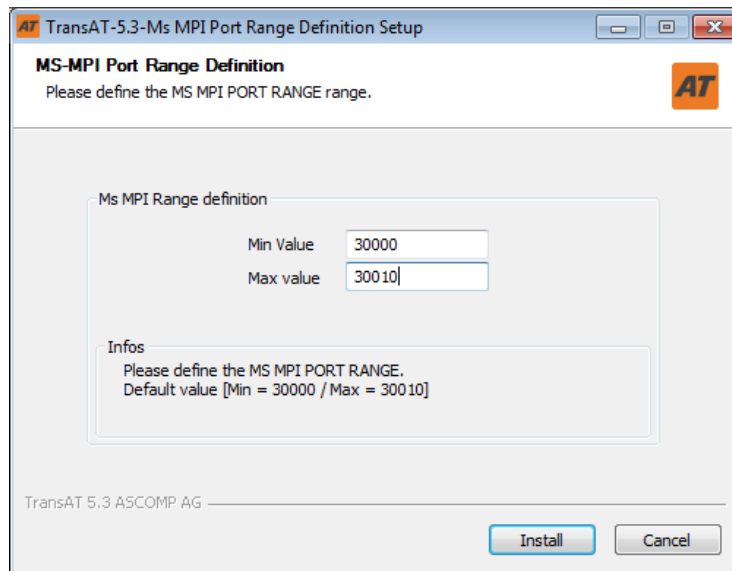 AT TransAT-5.3-Ms MPI Port Range Definition Setup
MS-MPI Port Range Definition
Please define the MS MPI PORT RANGE range.
AT
Ms MPI Range definition
Min Value 30000
Max value 30010
Infos
Please define the MS MPI PORT RANGE.
Default value [Min = 30000 / Max = 30010]
TransAT 5.3 ASCOMP AG
Install Cancel